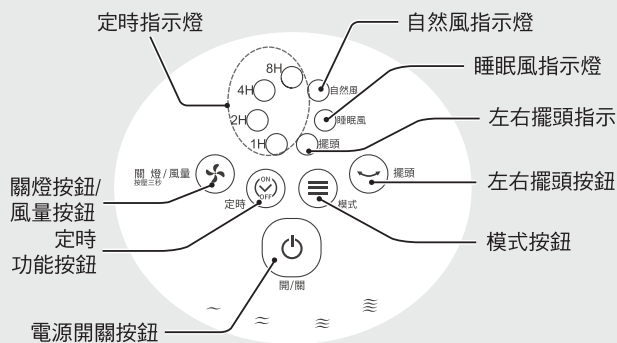 定時指示燈
自然風指示燈
睡眠風指示燈
左右擺頭指示
8H
4H
自然風
2H
睡眠風
1H
擺頭
關 燈/風量
按壓三秒
ON
OFF
定時
模式
擺頭
關燈按鈕/
風量按鈕
左右擺頭按鈕
定時
功能按鈕
模式按鈕
開/關
電源開關按鈕